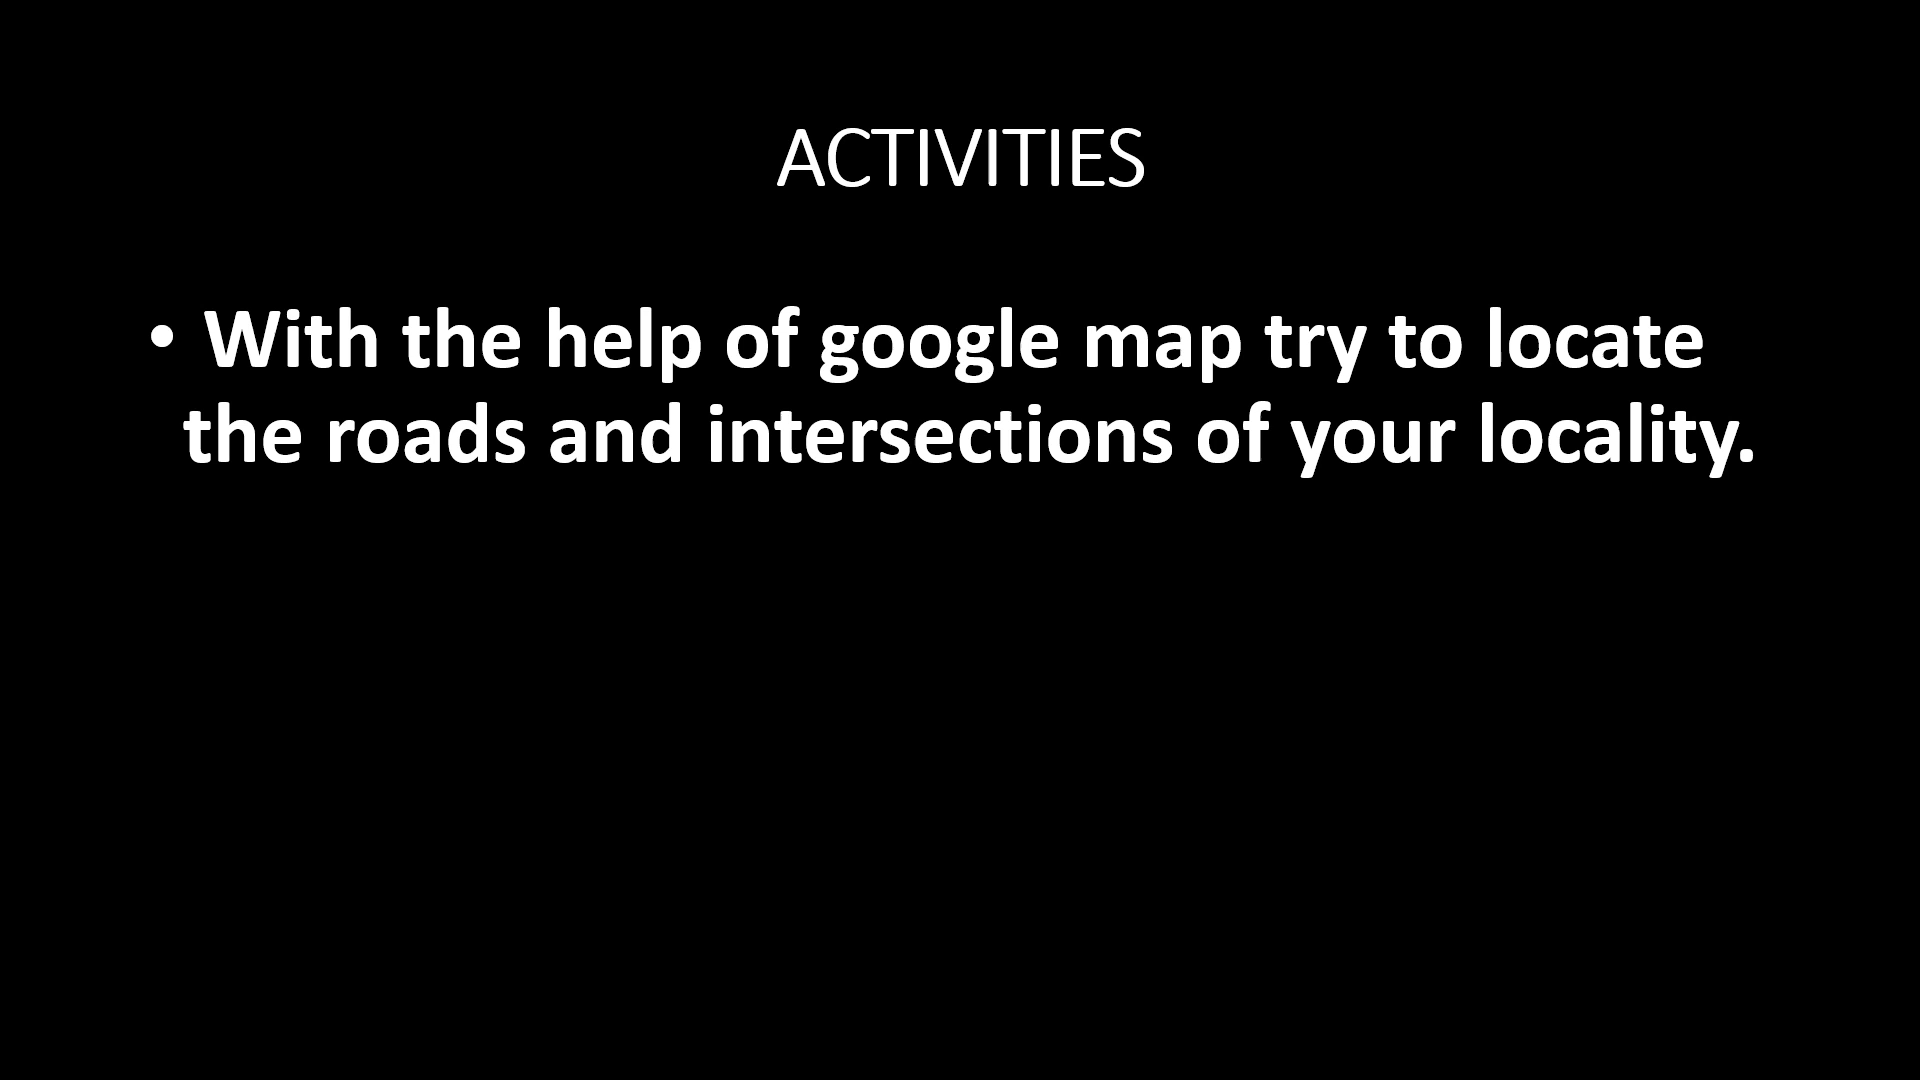 ACTIVITIES
• With the help of google map try to locate
the roads and intersections of your locality.